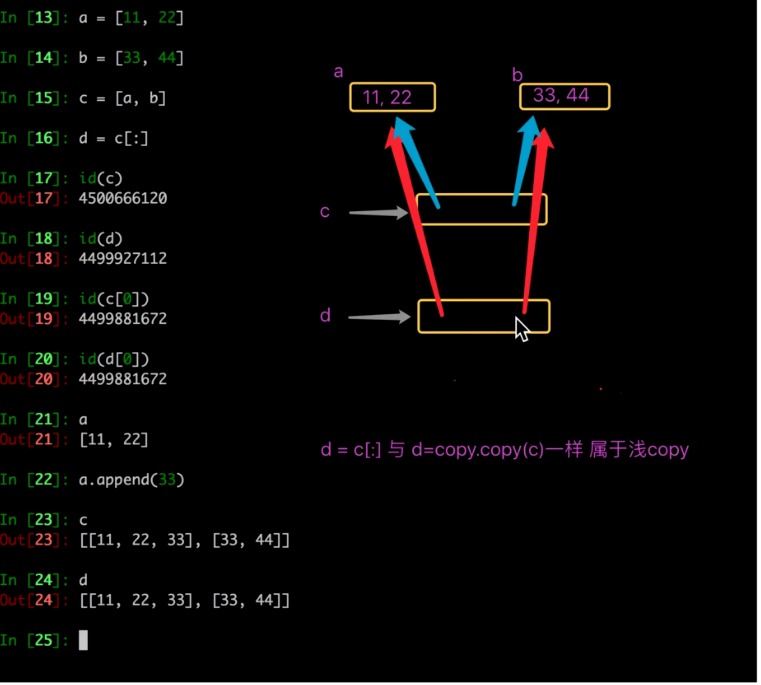 In [13]: a = [11, 22]
In [14]: b = [33, 44]
In [15]: c = [a, b]
In [16]: d = c[:]
In [17]: id(c)
Out[17]: 4500666120
In [18]: id(d)
Out[18]: 4499927112
In [19]: id(c[0])
Out[19]: 4499881672
In [20]: id(d[0])
Out[20]: 4499881672
In [21]: a
Out[21]: [11, 22]
In [22]: a.append(33)
In [23]: c
Out[23]: [[11, 22, 33], [33, 44]]
In [24]: d
Out[24]: [[11, 22, 33], [33, 44]]
In [25]:
a
b
11, 22
33, 44
c
d
d = c[:] 与 d=copy.copy(c)一样 属于浅copy